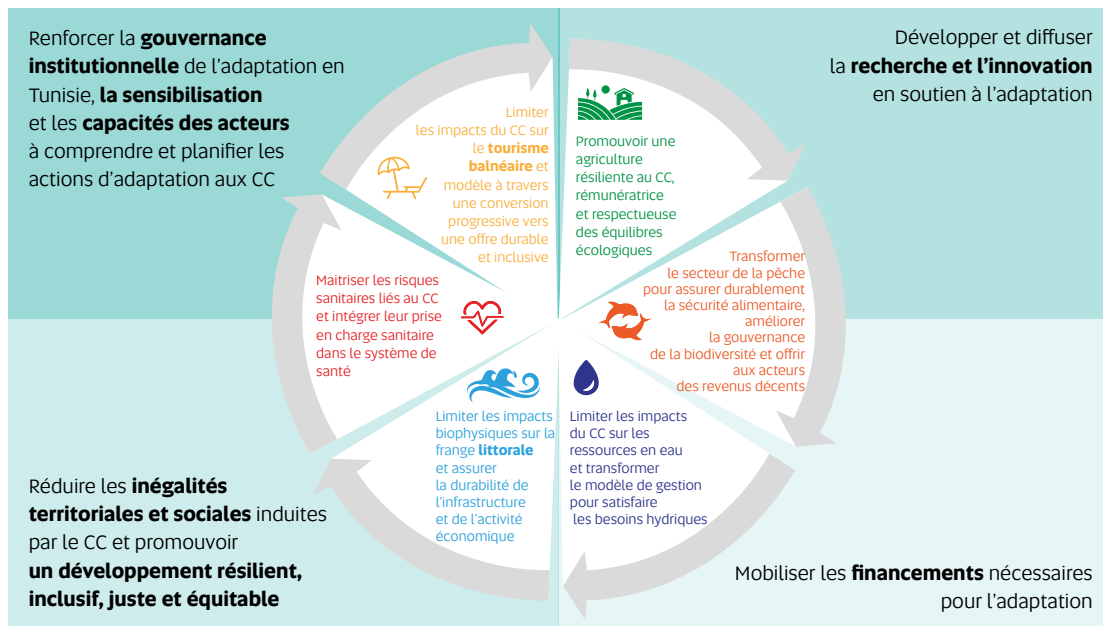 Renforcer la gouvernance
institutionnelle de l'adaptation en
Tunisie, la sensibilisation
et les capacités des acteurs
à comprendre et planifier les
actions d'adaptation aux CC
Développer et diffuser
la recherche et l'innovation
en soutien à l'adaptation
Limiter
les impacts du CC sur
le tourisme
balnéaire et
modèle à travers
une conversion
progressive vers
une offre durable
et inclusive
Promouvoir une
agriculture
résiliente au CC,
rémunératrice
et respectueuse
des équilibres
écologiques
Transformer
le secteur de la pêche
pour assurer durablement
la sécurité alimentaire,
améliorer
la gouvernance
de la biodiversité et offrir
aux acteurs
des revenus décents
Maitriser les risques
sanitaires liés au CC
et intégrer leur prise
en charge sanitaire
dans le système de
santé
Limiter les impacts
biophysiques sur la
frange littorale
et assurer
la durabilité de
l'infrastructure
et de l'activité
économique
Limiter les impacts
du CC sur les
ressources en eau
et transformer
le modèle de gestion
pour satisfaire
les besoins hydriques
Réduire les inégalités
territoriales et sociales induites
par le CC et promouvoir
un développement résilient,
inclusif, juste et équitable
Mobiliser les financements nécessaires
pour l'adaptation